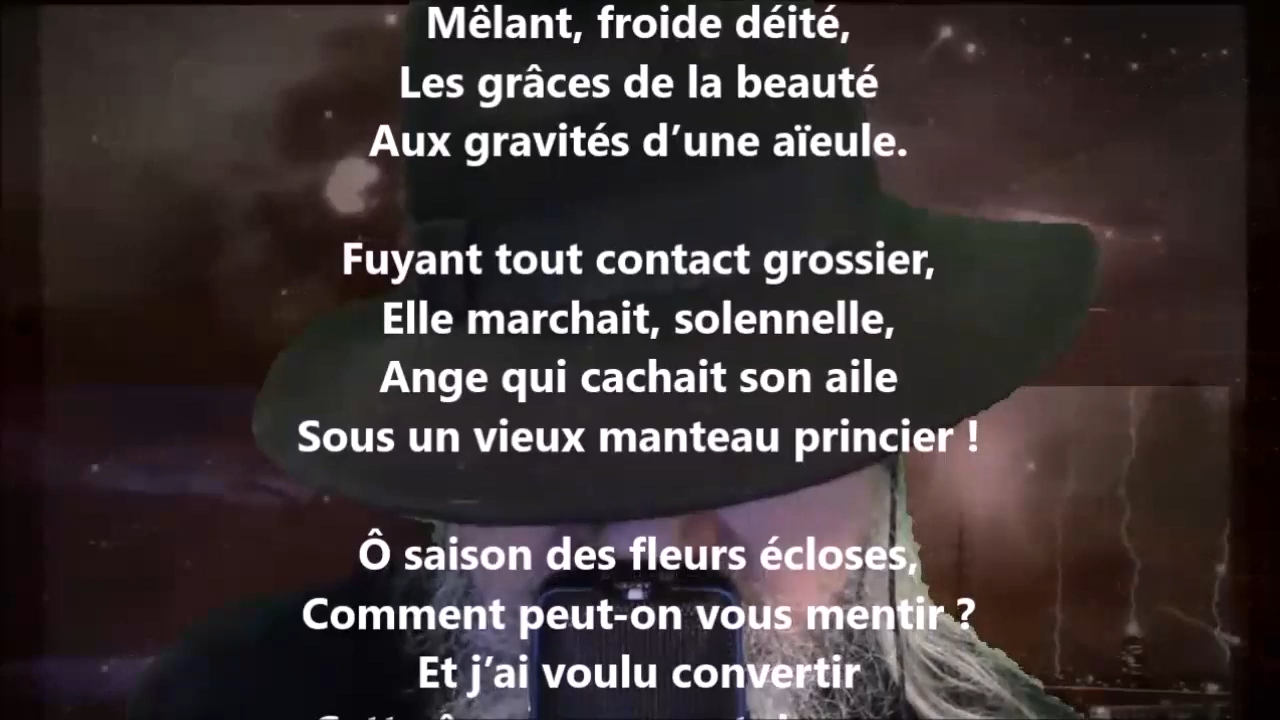 Mêlant, froide déité,
Les grâces de la beauté
Aux gravités d’une aïeule.
Fuyant tout contact grossier,
Elle marchait, solennelle,
Ange qui cachait son aile
Sous un vieux manteau princier !
Ô saison des fleurs écloses,
Comment peut-on vous mentir ?
Et j’ai voulu convertir